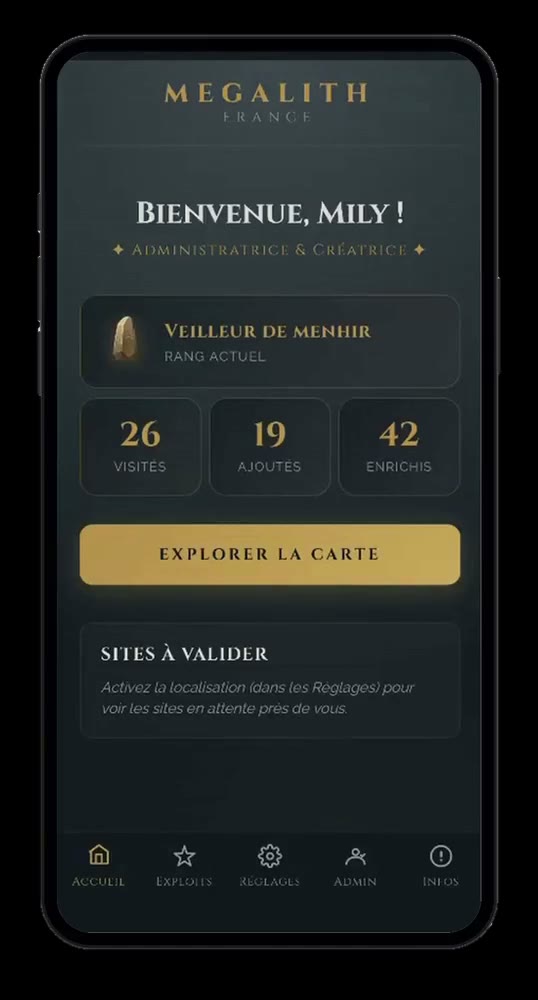 MEGALITH
FRANCE
BIENVENUE, MILY !
✦ ADMINISTRATRICE & CRÉATRICE ✦
VEILLEUR DE MENHIR
RANG ACTUEL
26 19 42
VISITÉS AJOUTÉS ENRICHIS
EXPLORER LA CARTE
SITES À VALIDER
Activez la localisation (dans les Réglages) pour
voir les sites en attente près de vous.
ACCUEIL EXPLOITS RÉGLAGES ADMIN INFOS